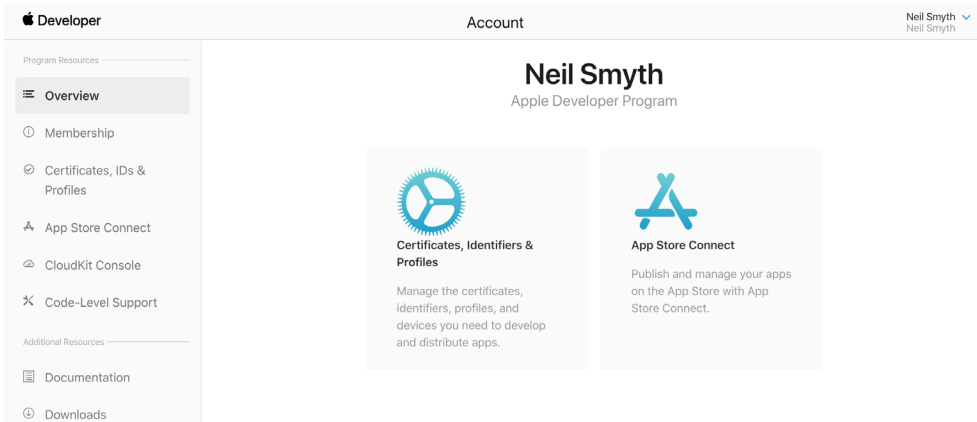 Developer
Account
Neil Smyth
Neil Smyth
Program Resources
Overview
Membership
Certificates, IDs &
Profiles
App Store Connect
CloudKit Console
Code-Level Support
Additional Resources
Documentation
Downloads
Neil Smyth
Apple Developer Program
Certificates, Identifiers &
Profiles
Manage the certificates,
identifiers, profiles, and
devices you need to develop
and distribute apps.
App Store Connect
Publish and manage your apps
on the App Store with App
Store Connect.